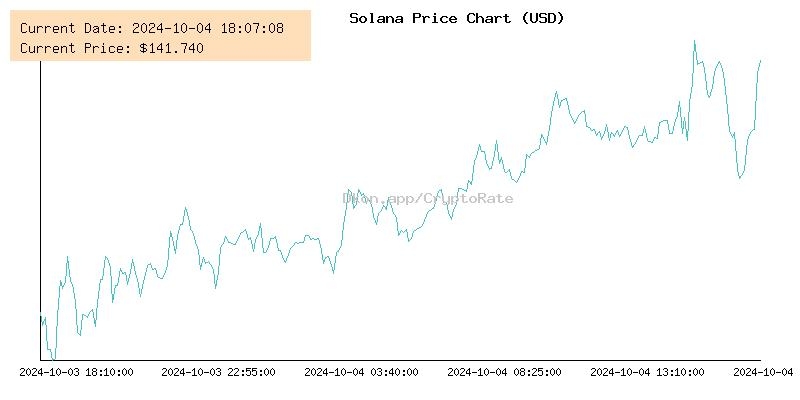 Solana Price Chart (USD)
Current Date: 2024-10-04 18:07:08
Current Price: $141.740
Dkon.app/CryptoRate
2024-10-03 18:10:00 2024-10-03 22:55:00 2024-10-04 03:40:00 2024-10-04 08:25:00 2024-10-04 13:10:00 2024-10-04